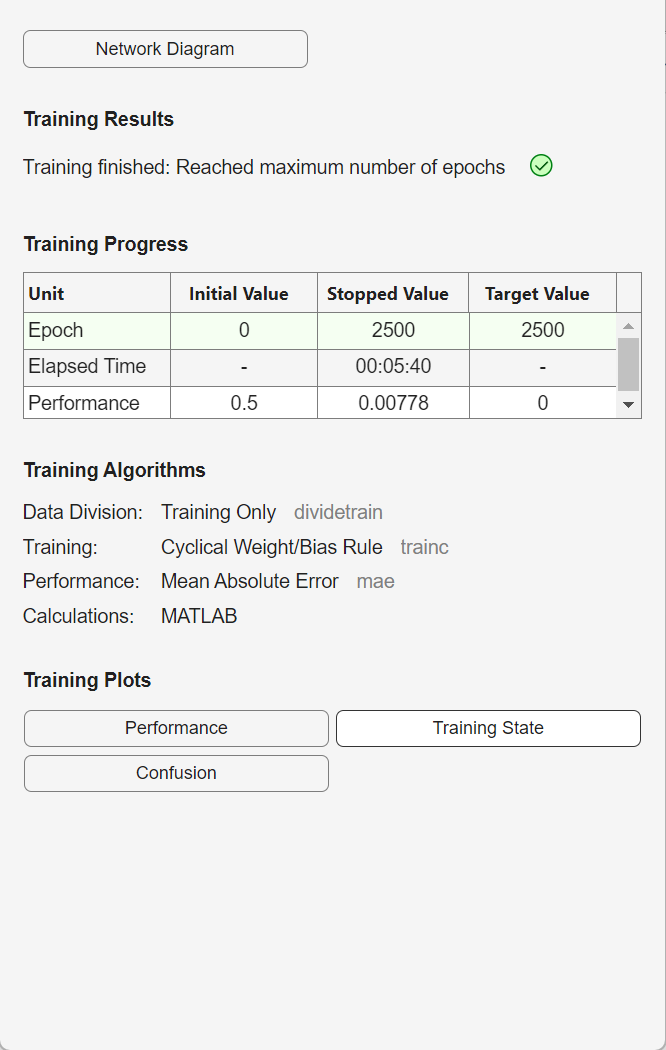 Network Diagram
Training Results
Training finished: Reached maximum number of epochs
Training Progress
Unit Initial Value Stopped Value Target Value
Epoch 0 2500 2500
Elapsed Time - 00:05:40 -
Performance 0.5 0.00778 0
Training Algorithms
Data Division: Training Only dividetrain
Training: Cyclical Weight/Bias Rule trainc
Performance: Mean Absolute Error mae
Calculations: MATLAB
Training Plots
Performance Training State
Confusion